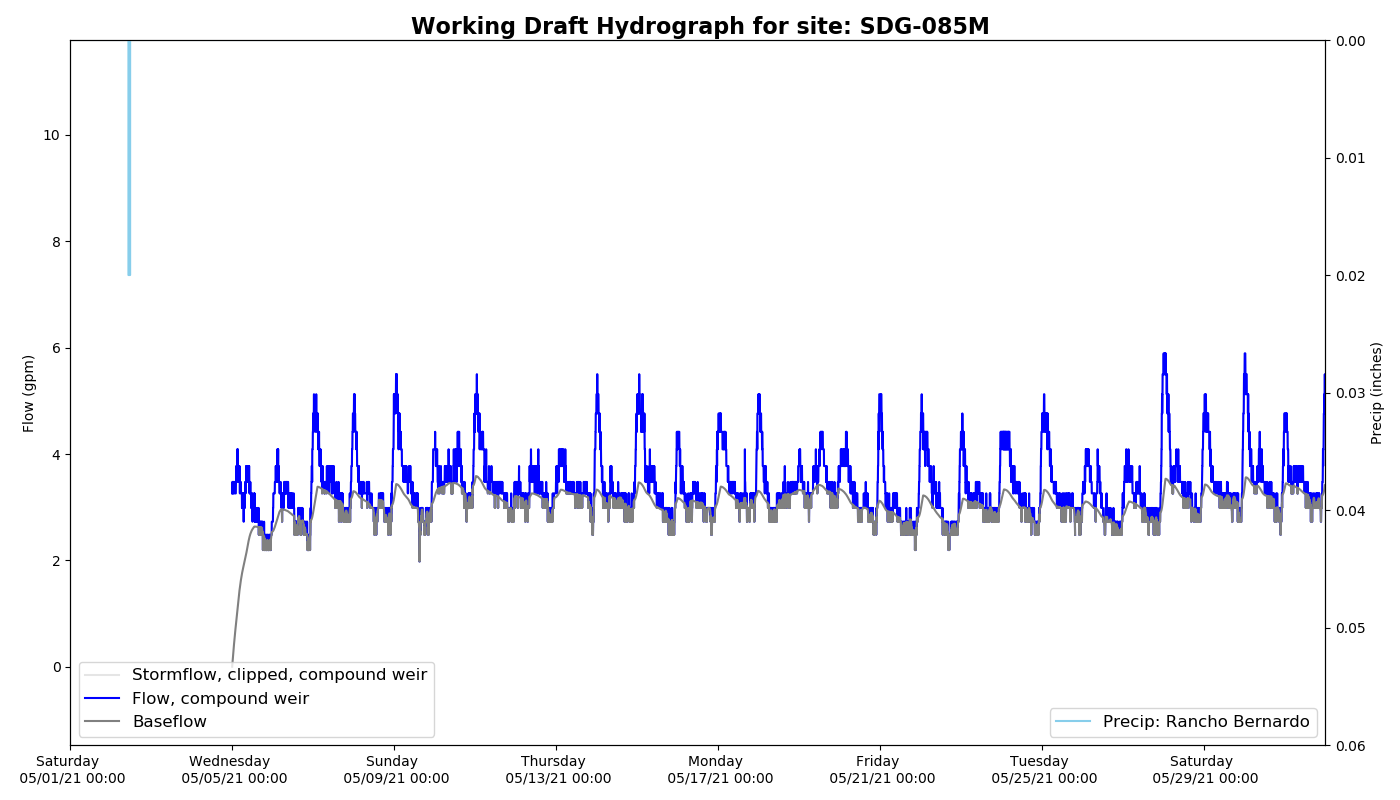 Working Draft Hydrograph for site: SDG-085M
Flow (gpm)
10
8
6
4
2
0
0.00
0.01
0.02
0.03
0.04
0.05
0.06
Precip (inches)
Stormflow, clipped, compound weir
Flow, compound weir
Baseflow
Precip: Rancho Bernardo
Saturday
05/01/21 00:00
Wednesday
05/05/21 00:00
Sunday
05/09/21 00:00
Thursday
05/13/21 00:00
Monday
05/17/21 00:00
Friday
05/21/21 00:00
Tuesday
05/25/21 00:00
Saturday
05/29/21 00:00